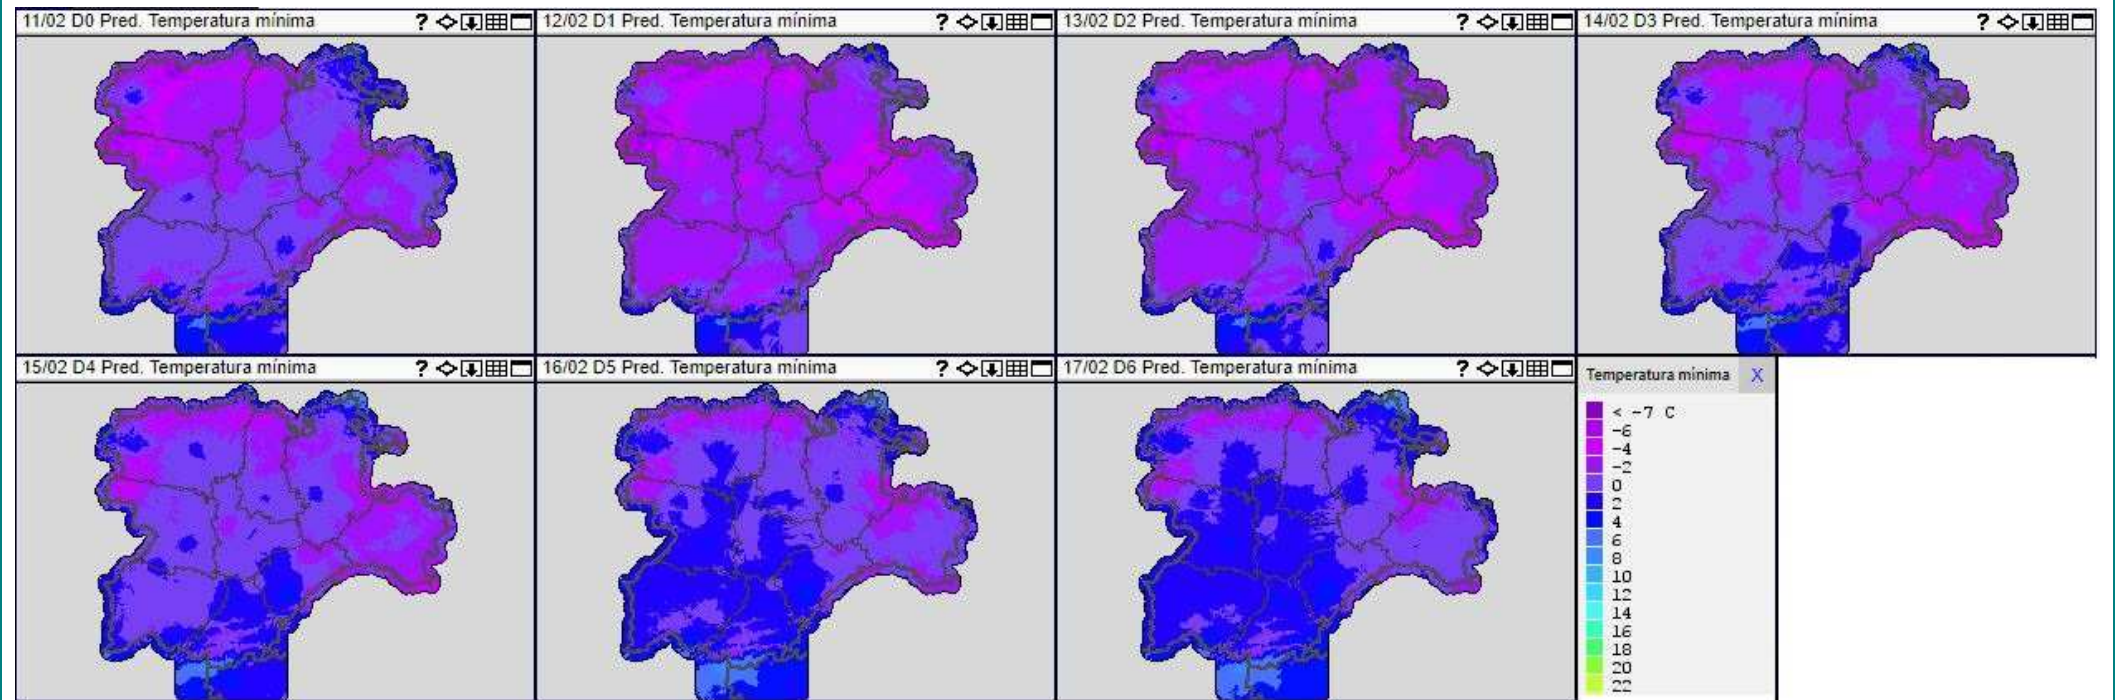 11/02 D0 Pred. Temperatura mínima ?
12/02 D1 Pred. Temperatura mínima ?
13/02 D2 Pred. Temperatura mínima ?
14/02 D3 Pred. Temperatura mínima ?
15/02 D4 Pred. Temperatura mínima ?
16/02 D5 Pred. Temperatura mínima ?
17/02 D6 Pred. Temperatura mínima ?
Temperatura mínima X
< -7 C
-6
-4
-2
0
2
4
6
8
10
12
14
16
18
20
22